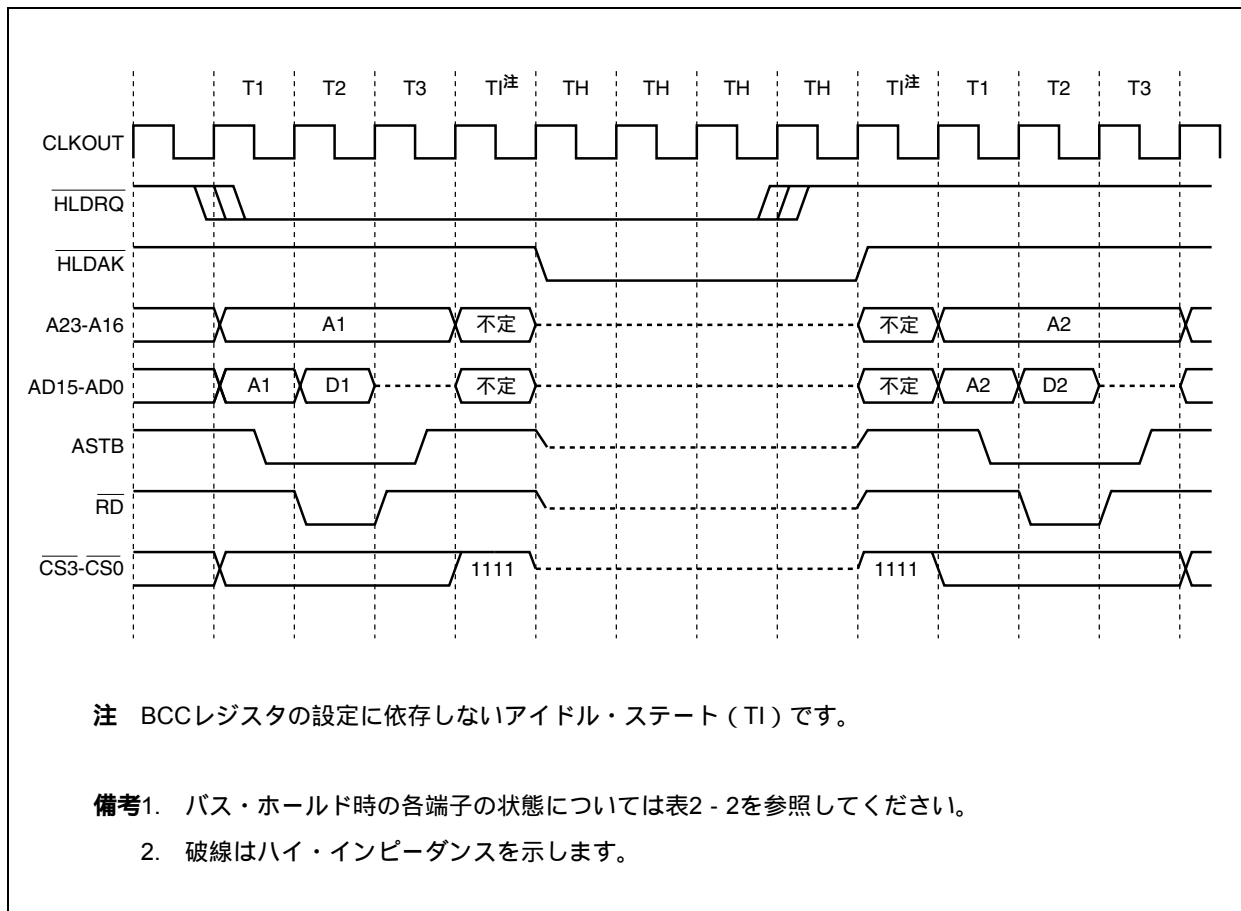 T1 T2 T3 TI注 TH TH TH TH TI注 T1 T2 T3
CLKOUT
HLDRQ
HLDAK
A23-A16 A1 不定 不定 A2
AD15-AD0 A1 D1 不定 不定 A2 D2
ASTB
RD
CS3-CS0 1111 1111
注 BCCレジスタの設定に依存しないアイドル・ステート（TI）です。
備考1. バス・ホールド時の各端子の状態については表2-2を参照してください。
2. 破線はハイ・インピーダンスを示します。